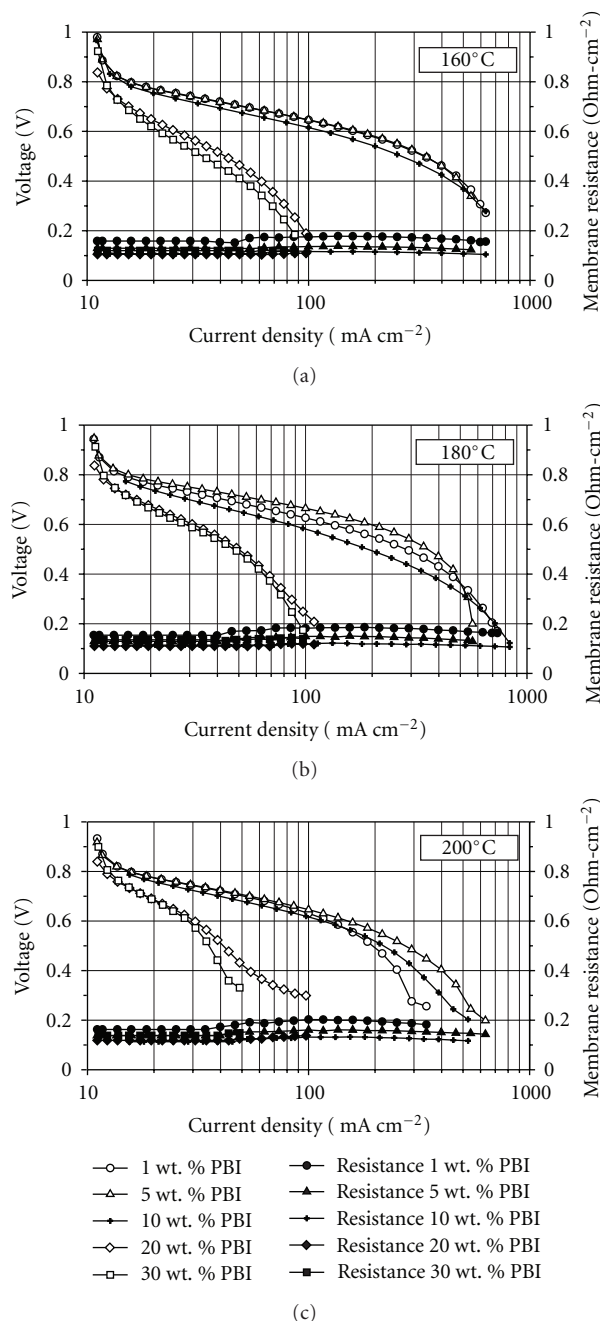 1
0.8
0.6
0.4
0.2
0
Voltage (V)
160°C
1
0.8
0.6
0.4
0.2
0
Membrane resistance (Ohm-cm−2)
10 100 1000
Current density ( mA cm−2)
(a)
1
0.8
0.6
0.4
0.2
0
Voltage (V)
180°C
1
0.8
0.6
0.4
0.2
0
Membrane resistance (Ohm-cm−2)
10 100 1000
Current density ( mA cm−2)
(b)
1
0.8
0.6
0.4
0.2
0
Voltage (V)
200°C
1
0.8
0.6
0.4
0.2
0
Membrane resistance (Ohm-cm−2)
10 100 1000
Current density ( mA cm−2)
1 wt. % PBI
5 wt. % PBI
10 wt. % PBI
20 wt. % PBI
30 wt. % PBI
Resistance 1 wt. % PBI
Resistance 5 wt. % PBI
Resistance 10 wt. % PBI
Resistance 20 wt. % PBI
Resistance 30 wt. % PBI
(c)